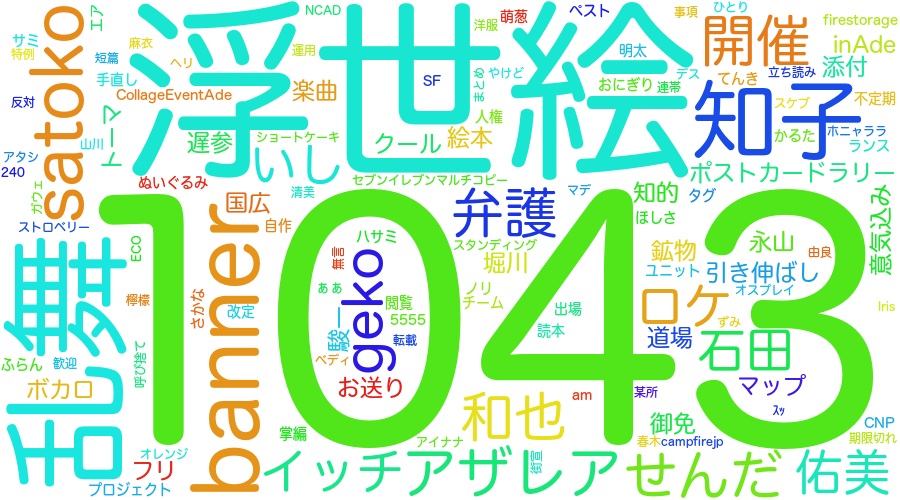 NCAD
洋服
萌葱
ペスト
事項
ひとり
エア
サミ
特例
麻衣
短篇
ヘリ
運用
まとめ
SF
やけど
明太
デス
firestorage
手直し
反対
satoko
浮世絵
開催
inAde
添付
CollageEventAde
楽曲
おにぎり
連帯
てんき
立ち読み
不定期
スケブ
知子
人権
トーマ
山川
遅参
ショートケーキ
クール
絵本
かるた
ホニャララ
ランス
アタシ
240
いし
ポストカードラリー
セブンイレブンマルチコピー
ぬいぐるみ
清美
マデ
タグ
知的
ガウェ
国広
弁護
ほしさ
意気込み
ストロベリー
自作
ハサミ
スタンディング
鉱物
永山
由良
ECO
無言
geko
堀川
ユニット
引き伸ばし
オスプレイ
乱舞
1043
banner
檸檬
さかな
改定
ぁぁ
閲覧
ノリ
チーム
ロケ
Iris
5555
駿一
転載
読本
出場
道場
石田
ずみ
ふらん
歓迎
呼び捨て
ベディ
お送り
マップ
ボカロ
am
某所
ｽｯ
和也
御免
CNP
掌編
アイナナ
春木
campfirejp
期限切れ
オレンジ
フリ
プロジェクト
イッチ
アザレア
街宣
せんだ
佑美